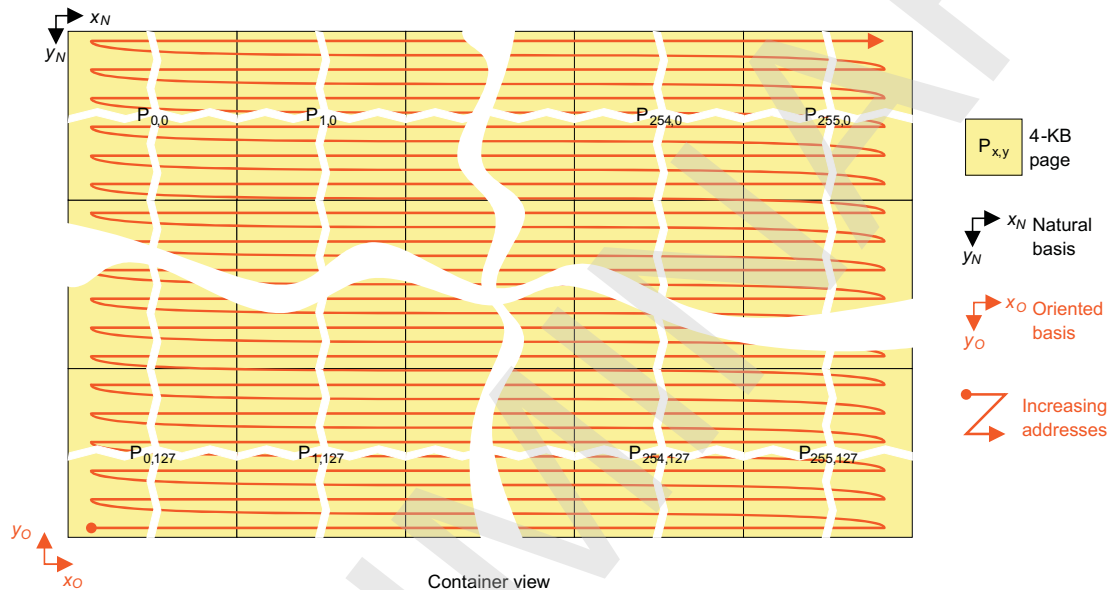 x_N
y_N
P_0,0 P_1,0 P_254,0 P_255,0
P_x,y
4-KB
page
x_N Natural
y_N basis
x_O Oriented
y_O basis
Increasing
addresses
P_0,127 P_1,127 P_254,127 P_255,127
y_O
x_O
Container view